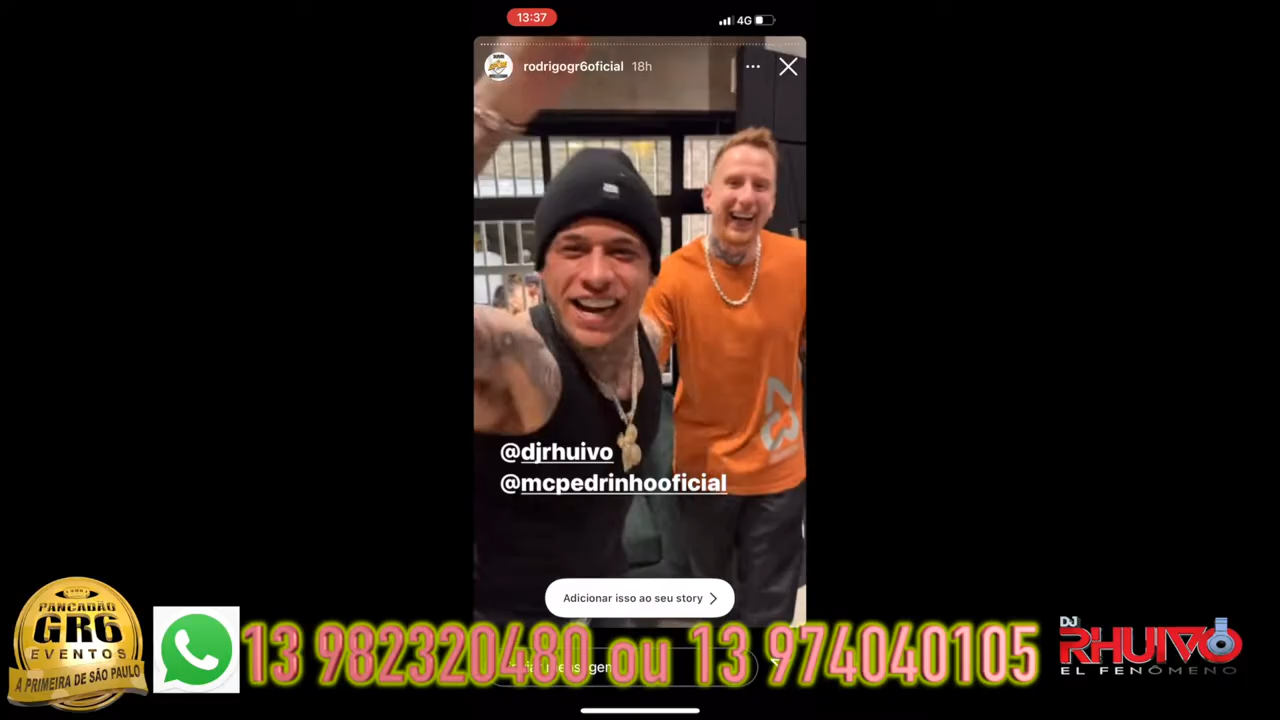 13:37
4G
rodrigogr6oficial 18h
@djrhuivo
@mcpedrinhooficial
Adicionar isso ao seu story
PANCADÃO
GR6
EVENTOS
A PRIMEIRA DE SÃO PAULO
13 982320480 ou 13 974040105
DJ
RHUIVO
EL FENÔMENO